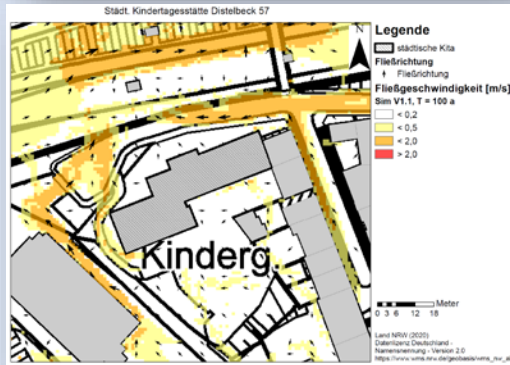 Städt. Kindertagesstätte Distelbeck 57
Kinderg.
N
Legende
städtische Kita
Fließrichtung
Fließrichtung
Fließgeschwindigkeit [m/s]
Sim V1.1, T = 100 a
< 0,2
< 0,5
< 2,0
> 2,0
Meter
0 3 6 12 18
Land NRW (2020)
Datenlizenz Deutschland -
Namensnennung - Version 2.0